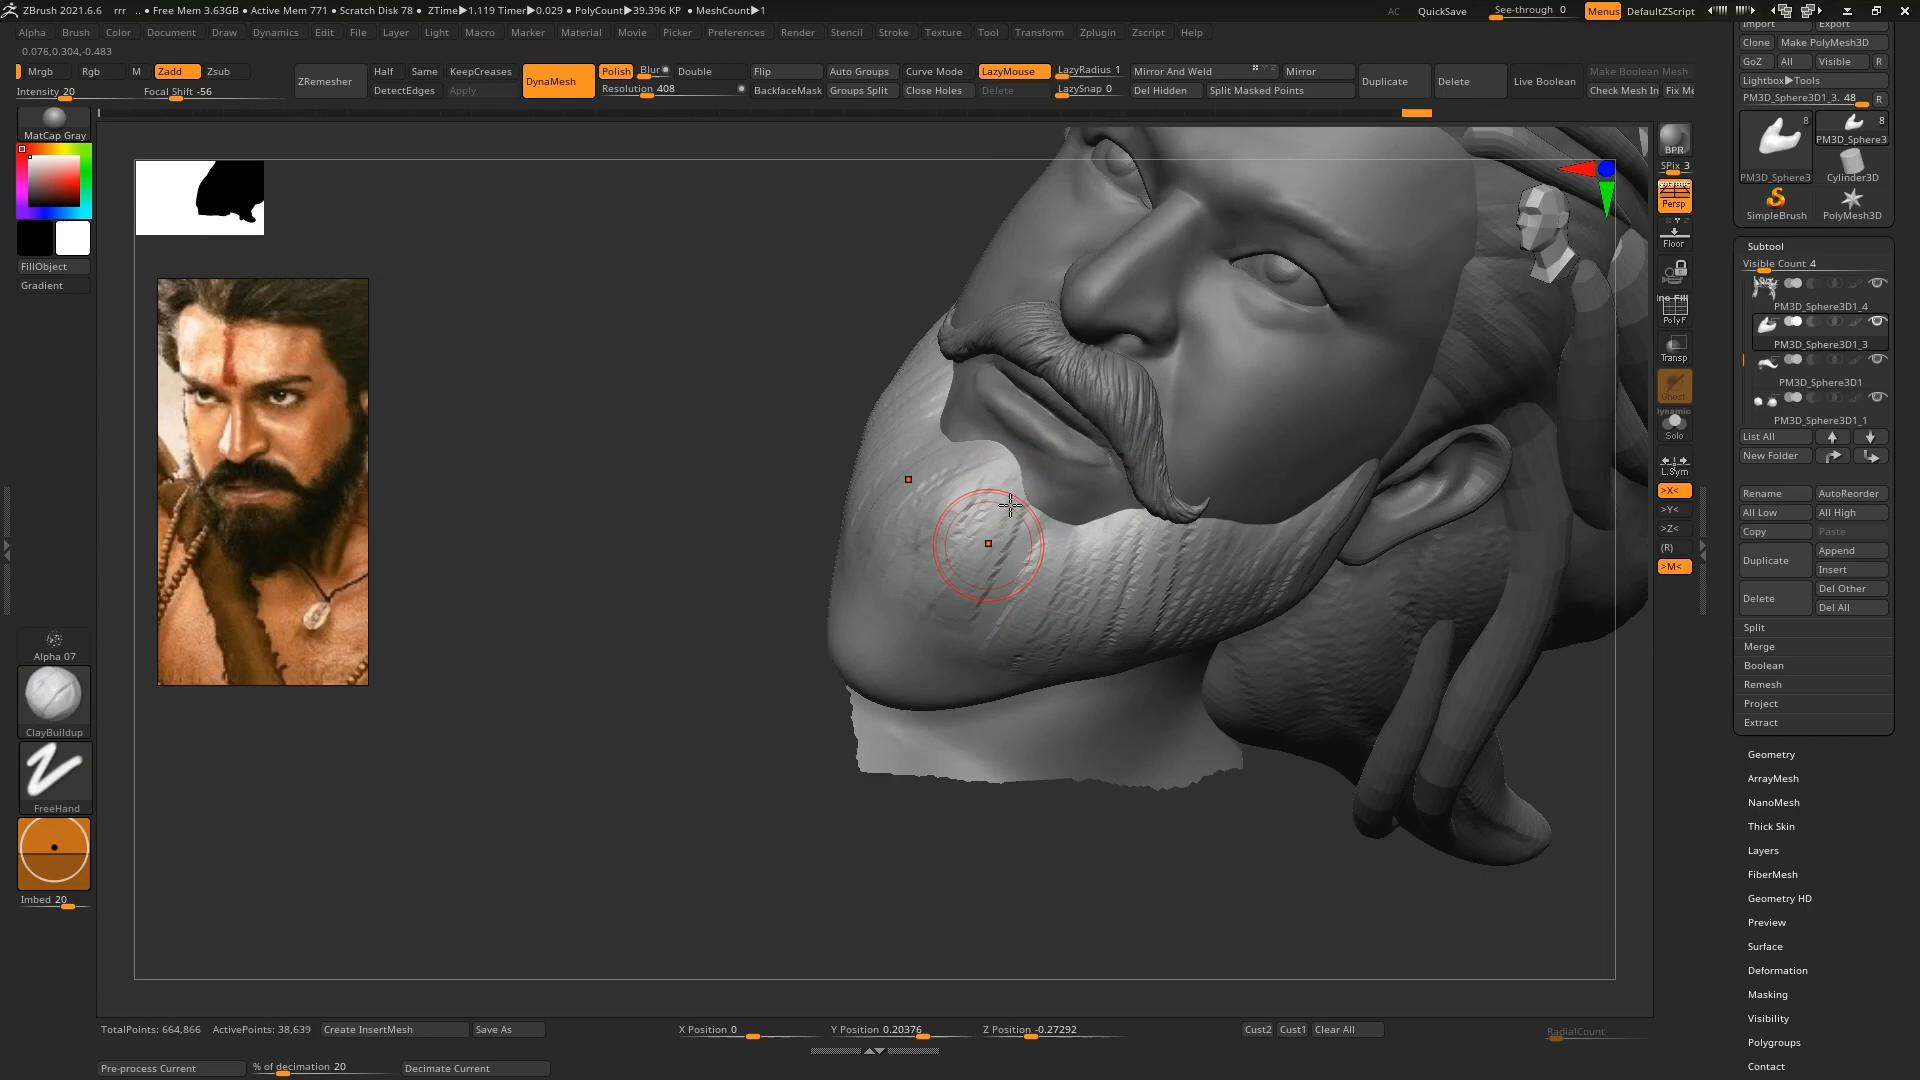 ZBrush 2021.6.6 rrr .. ● Free Mem 3.63GB ● Active Mem 771 ● Scratch Disk 78 ● ZTime▶1.119 Timer▶0.029 ● PolyCount▶39.396 KP ● MeshCount▶1 AC QuickSave See-through 0 Menus DefaultZScript
Alpha Brush Color Document Draw Dynamics Edit File Layer Light Macro Marker Material Movie Picker Preferences Render Stencil Stroke Texture Tool Transform Zplugin Zscript Help
0.076,0.304,-0.483
Mrgb Rgb M Zadd Zsub
Intensity 20 Focal Shift -56
ZRemesher
Half Same KeepCreases
DetectEdges Apply
DynaMesh
Polish Blur Double
Resolution 408
Flip Auto Groups Curve Mode LazyMouse LazyRadius 1 Mirror And Weld Mirror
BackfaceMask Groups Split Close Holes Delete LazySnap 0 Del Hidden Split Masked Points
Duplicate Delete Live Boolean
Make Boolean Mesh
Check Mesh In Fix Me
MatCap Gray
FillObject
Gradient
Alpha 07
ClayBuildup
FreeHand
Imbed 20
BPR
SPix 3
Dynamic
Persp
Floor
PolyF
Transp
Ghost
Dynamic
Solo
L.Sym
>X<
>Y<
>Z<
(R)
>M<
Import Export
Clone Make PolyMesh3D
GoZ All Visible R
Lightbox▶Tools
PM3D_Sphere3D1_3. 48 R
8 8
PM3D_Sphere3
Cylinder3D
PM3D_Sphere3
SimpleBrush PolyMesh3D
Subtool
Visible Count 4
PM3D_Sphere3D1_4
PM3D_Sphere3D1_3
PM3D_Sphere3D1
PM3D_Sphere3D1_1
List All
New Folder
Rename AutoReorder
All Low All High
Copy Paste
Duplicate Append
Insert
Delete Del Other
Del All
Split
Merge
Boolean
Remesh
Project
Extract
Geometry
ArrayMesh
NanoMesh
Thick Skin
Layers
FiberMesh
Geometry HD
Preview
Surface
Deformation
Masking
Visibility
Polygroups
Contact
TotalPoints: 664,866 ActivePoints: 38,639 Create InsertMesh Save As X Position 0 Y Position 0.20376 Z Position -0.27292 Cust2 Cust1 Clear All RadialCount
Pre-process Current % of decimation 20 Decimate Current